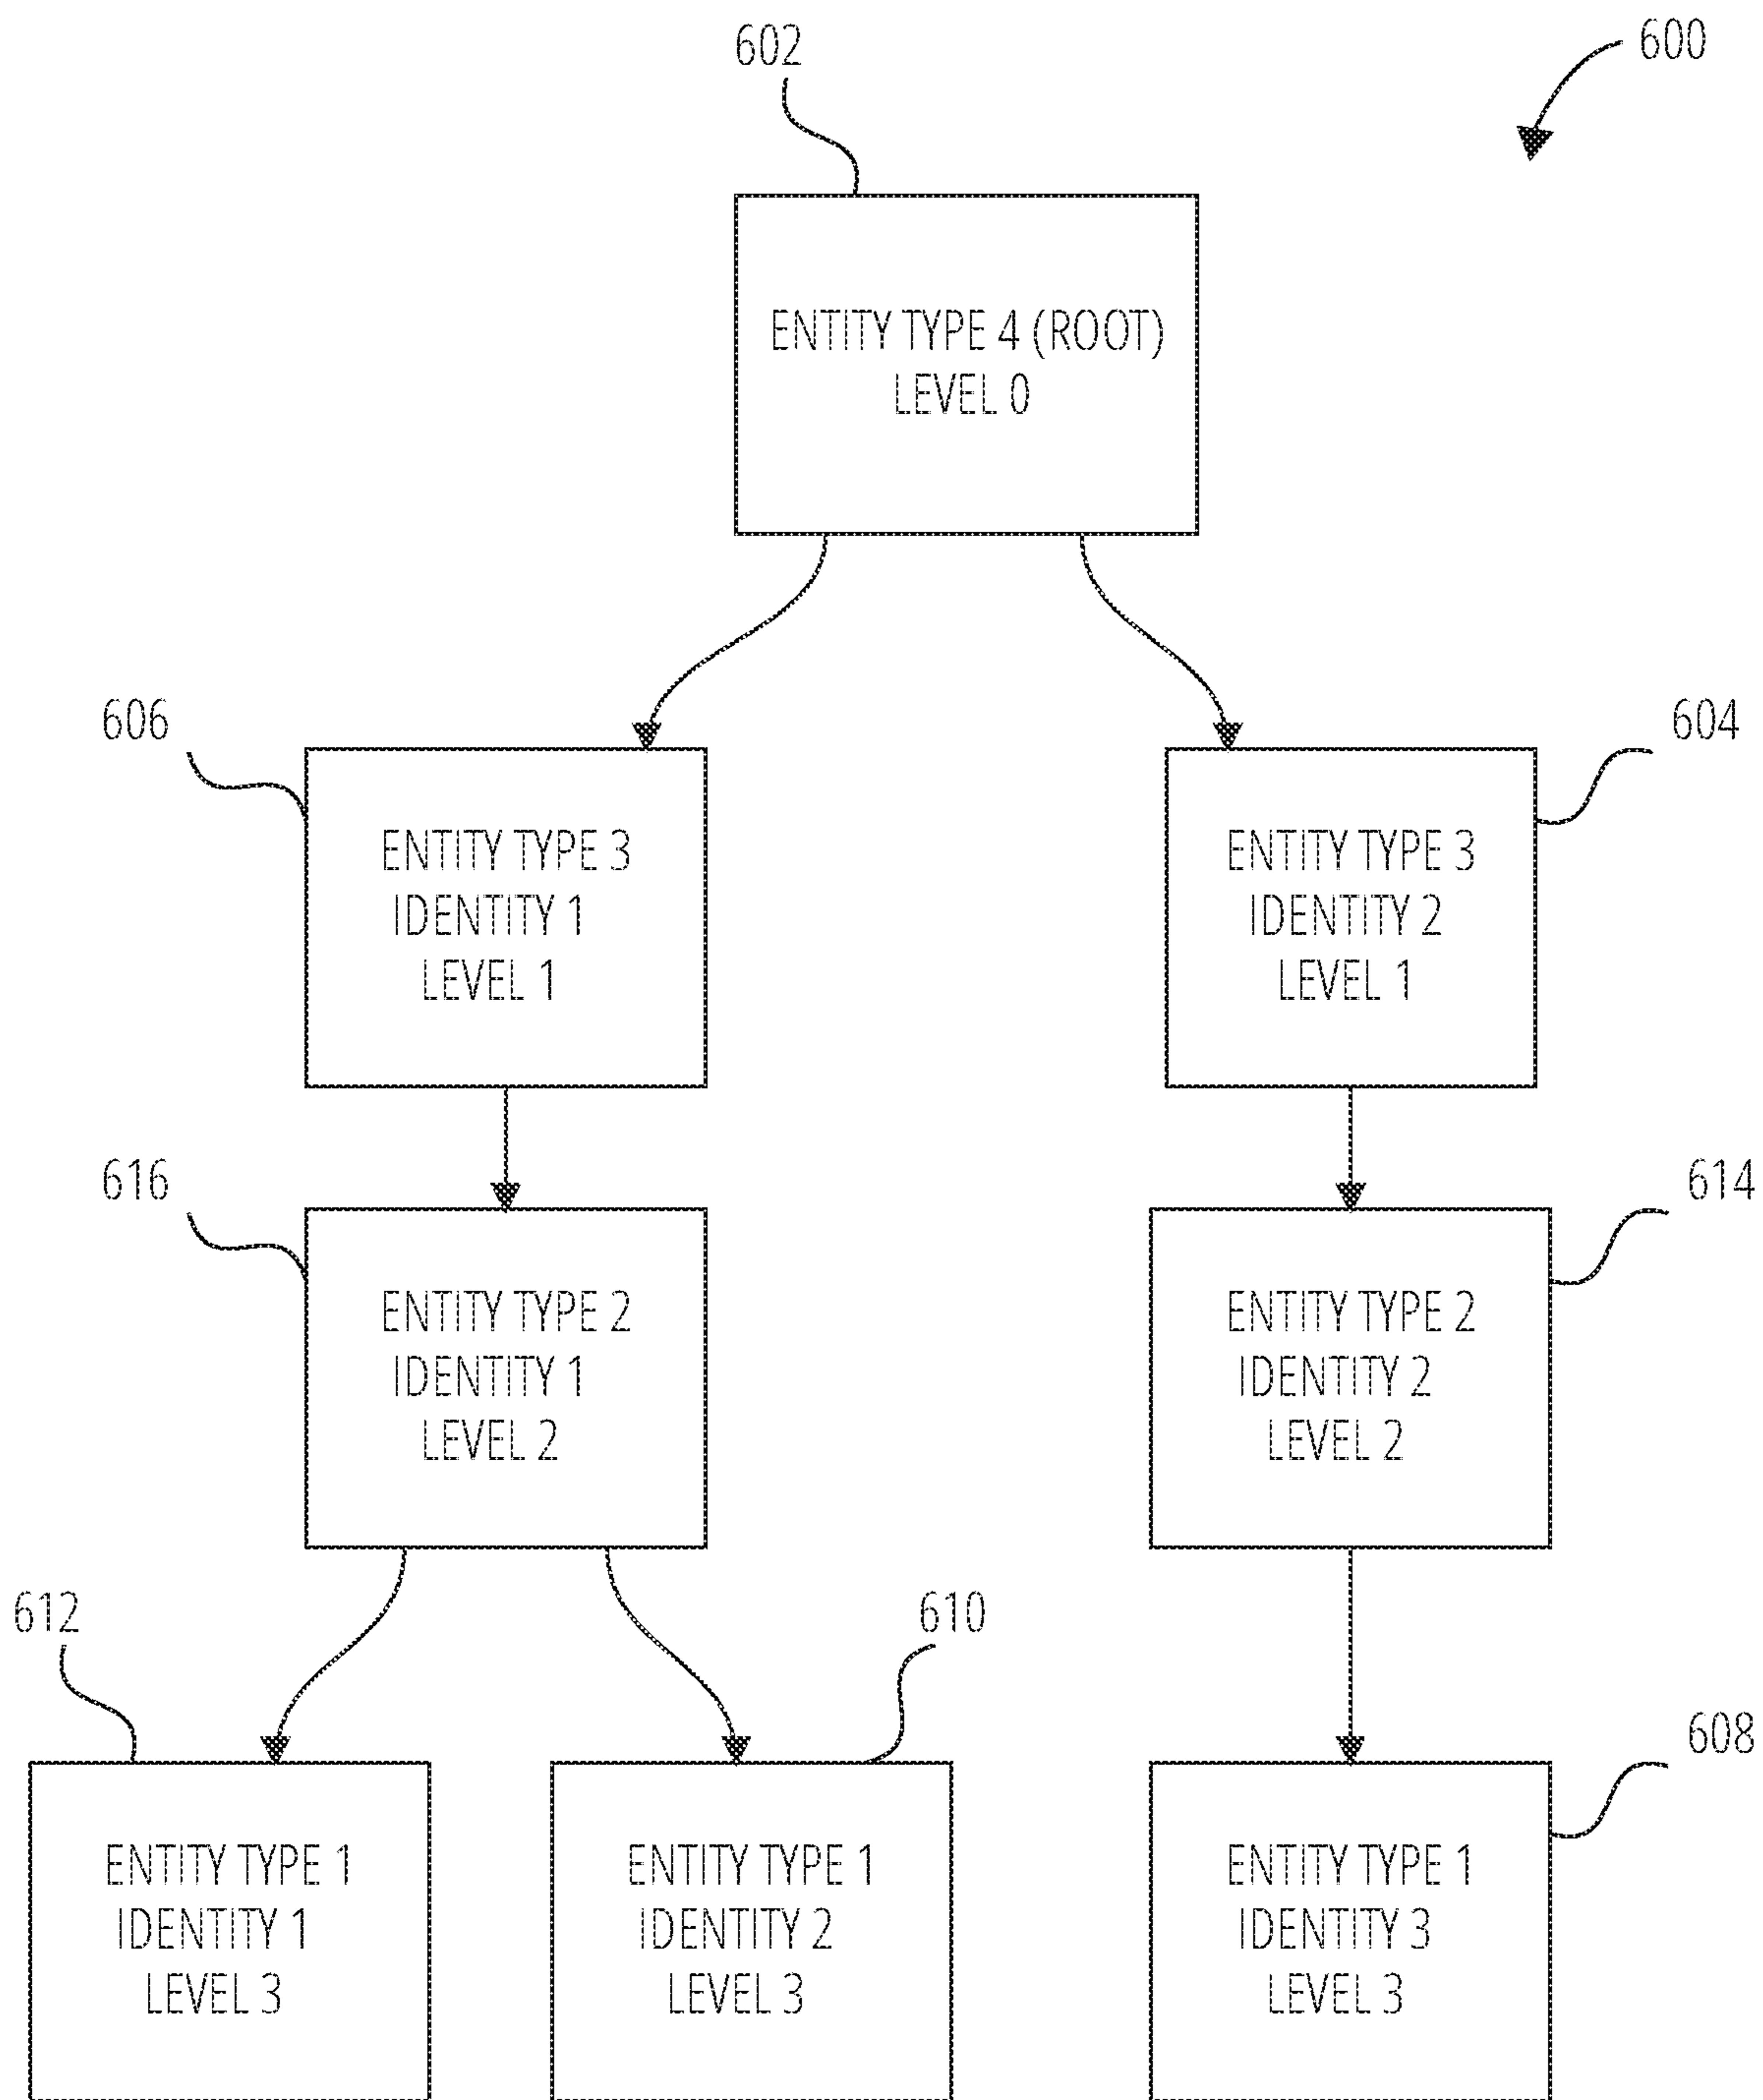 602
600
ENTITY TYPE 4 (ROOT)
LEVEL 0
606
604
ENTITY TYPE 3
IDENTITY 1
LEVEL 1
ENTITY TYPE 3
IDENTITY 2
LEVEL 1
616
614
ENTITY TYPE 2
IDENTITY 1
LEVEL 2
ENTITY TYPE 2
IDENTITY 2
LEVEL 2
612
610
608
ENTITY TYPE 1
IDENTITY 1
LEVEL 3
ENTITY TYPE 1
IDENTITY 2
LEVEL 3
ENTITY TYPE 1
IDENTITY 3
LEVEL 3